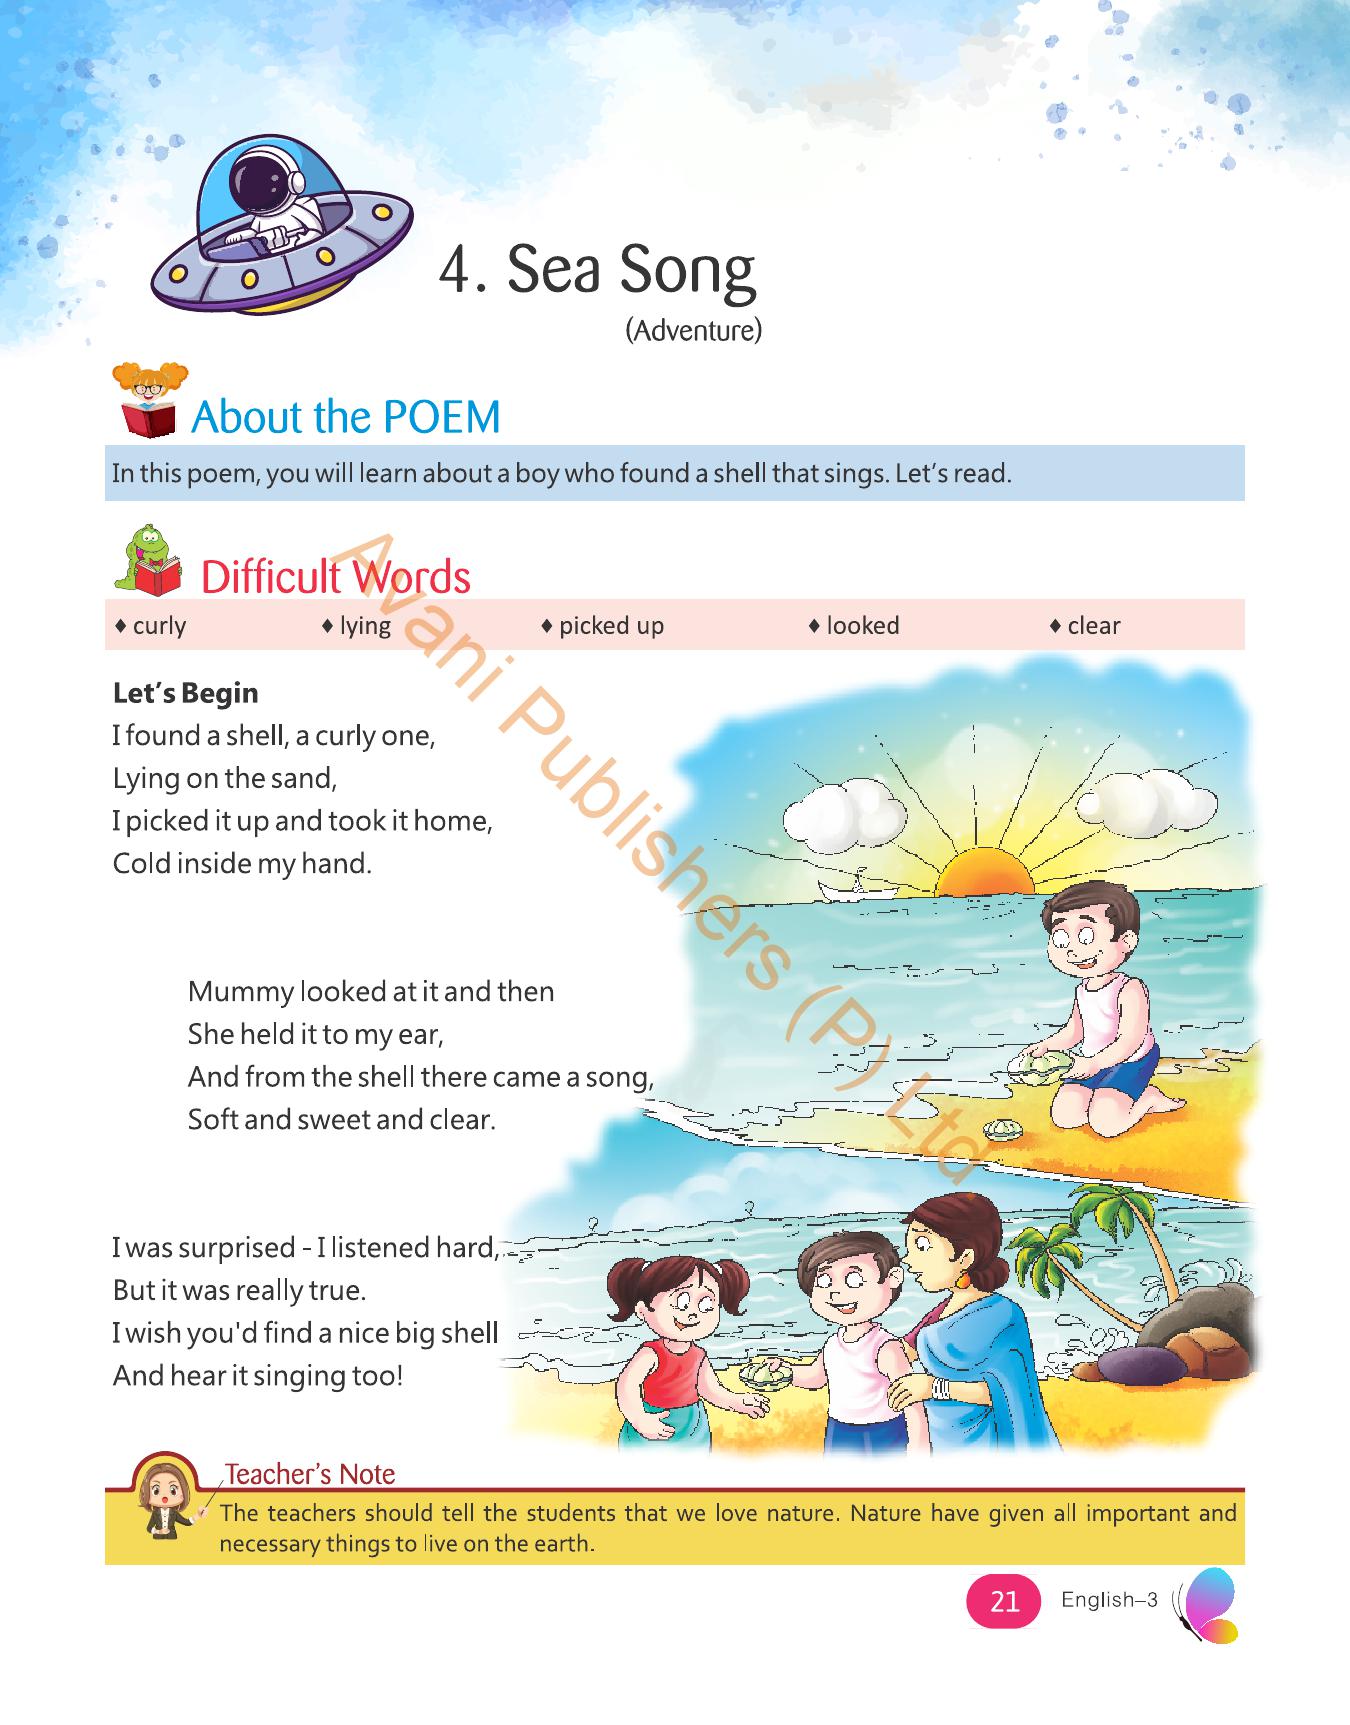 4. Sea Song
(Adventure)
About the POEM
In this poem, you will learn about a boy who found a shell that sings. Let's read.
Difficult Words
♦ curly ♦ lying ♦ picked up ♦ looked ♦ clear
Let's Begin
I found a shell, a curly one,
Lying on the sand,
I picked it up and took it home,
Cold inside my hand.
Mummy looked at it and then
She held it to my ear,
And from the shell there came a song,
Soft and sweet and clear.
I was surprised - I listened hard,
But it was really true.
I wish you'd find a nice big shell
And hear it singing too!
Avani Publishers (P) Ltd
Teacher's Note
The teachers should tell the students that we love nature. Nature have given all important and
necessary things to live on the earth.
21 English–3